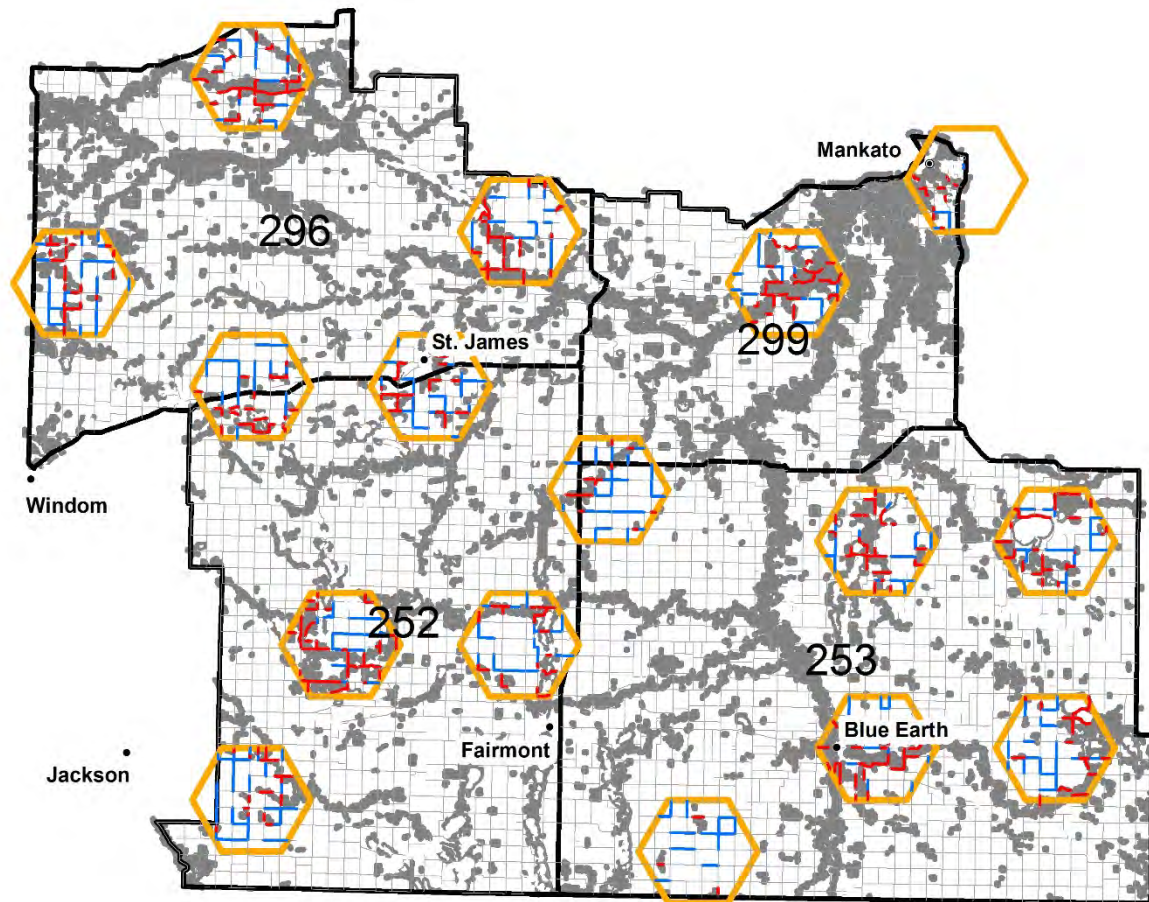 Mankato
296
St. James
299
Windom
252
253
Blue Earth
Fairmont
Jackson